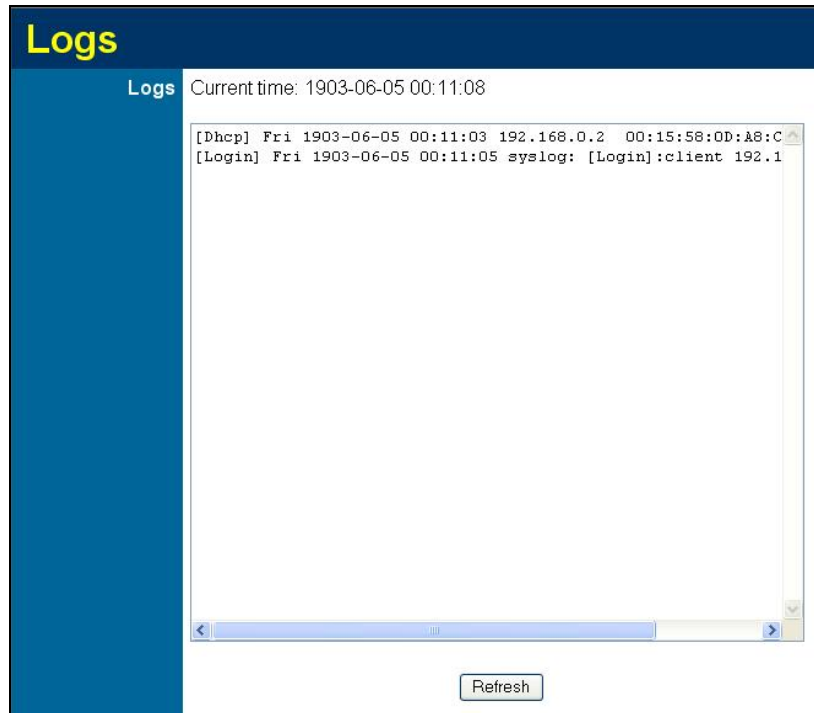 Logs
Logs Current time: 1903-06-05 00:11:08
[Dhcp] Fri 1903-06-05 00:11:03 192.168.0.2 00:15:58:0D:A8:C
[Login] Fri 1903-06-05 00:11:05 syslog: [Login]:client 192.1
Refresh